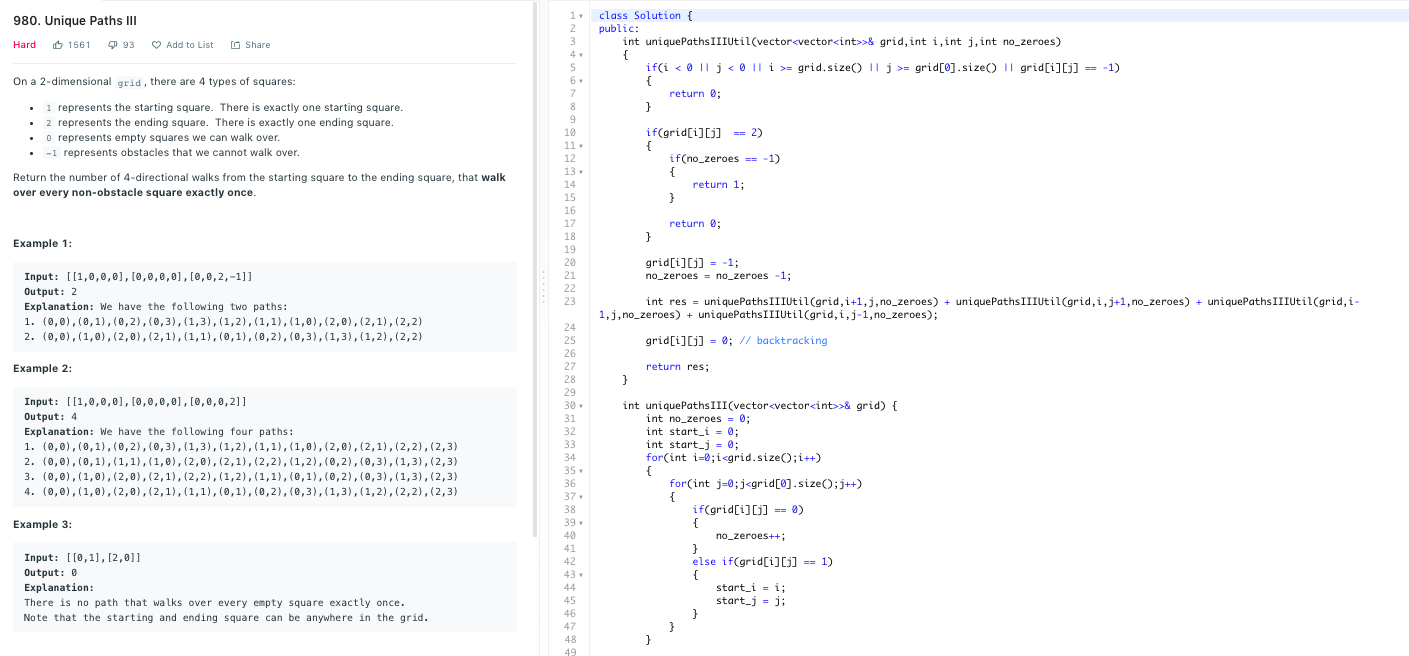 980. Unique Paths III
Hard 1561 93 Add to List Share
On a 2-dimensional grid, there are 4 types of squares:
1 represents the starting square. There is exactly one starting square.
2 represents the ending square. There is exactly one ending square.
0 represents empty squares we can walk over.
-1 represents obstacles that we cannot walk over.
Return the number of 4-directional walks from the starting square to the ending square, that walk
over every non-obstacle square exactly once.
Example 1:
Input: [[1,0,0,0],[0,0,0,0],[0,0,2,-1]]
Output: 2
Explanation: We have the following two paths:
1. (0,0),(0,1),(0,2),(0,3),(1,3),(1,2),(1,1),(1,0),(2,0),(2,1),(2,2)
2. (0,0),(1,0),(2,0),(2,1),(1,1),(0,1),(0,2),(0,3),(1,3),(1,2),(2,2)
Example 2:
Input: [[1,0,0,0],[0,0,0,0],[0,0,0,2]]
Output: 4
Explanation: We have the following four paths:
1. (0,0),(0,1),(0,2),(0,3),(1,3),(1,2),(1,1),(1,0),(2,0),(2,1),(2,2),(2,3)
2. (0,0),(0,1),(1,1),(1,0),(2,0),(2,1),(2,2),(1,2),(0,2),(0,3),(1,3),(2,3)
3. (0,0),(1,0),(2,0),(2,1),(2,2),(1,2),(1,1),(0,1),(0,2),(0,3),(1,3),(2,3)
4. (0,0),(1,0),(2,0),(2,1),(1,1),(0,1),(0,2),(0,3),(1,3),(1,2),(2,2),(2,3)
Example 3:
Input: [[0,1],[2,0]]
Output: 0
Explanation:
There is no path that walks over every empty square exactly once.
Note that the starting and ending square can be anywhere in the grid.
1 class Solution {
2 public:
3 int uniquePathsIIIUtil(vector<vector<int>>& grid,int i,int j,int no_zeroes)
4 {
5 if(i < 0 || j < 0 || i >= grid.size() || j >= grid[0].size() || grid[i][j] == -1)
6 {
7 return 0;
8 }
9
10 if(grid[i][j]  == 2)
11 {
12 if(no_zeroes == -1)
13 {
14 return 1;
15 }
16
17 return 0;
18 }
19
20 grid[i][j] = -1;
21 no_zeroes = no_zeroes -1;
22
23 int res = uniquePathsIIIUtil(grid,i+1,j,no_zeroes) + uniquePathsIIIUtil(grid,i,j+1,no_zeroes) + uniquePathsIIIUtil(grid,i-
1,j,no_zeroes) + uniquePathsIIIUtil(grid,i,j-1,no_zeroes);
24
25 grid[i][j] = 0; // backtracking
26
27 return res;
28 }
29
30 int uniquePathsIII(vector<vector<int>>& grid) {
31 int no_zeroes = 0;
32 int start_i = 0;
33 int start_j = 0;
34 for(int i=0;i<grid.size();i++)
35 {
36 for(int j=0;j<grid[0].size();j++)
37 {
38 if(grid[i][j] == 0)
39 {
40 no_zeroes++;
41 }
42 else if(grid[i][j] == 1)
43 {
44 start_i = i;
45 start_j = j;
46 }
47 }
48 }
49